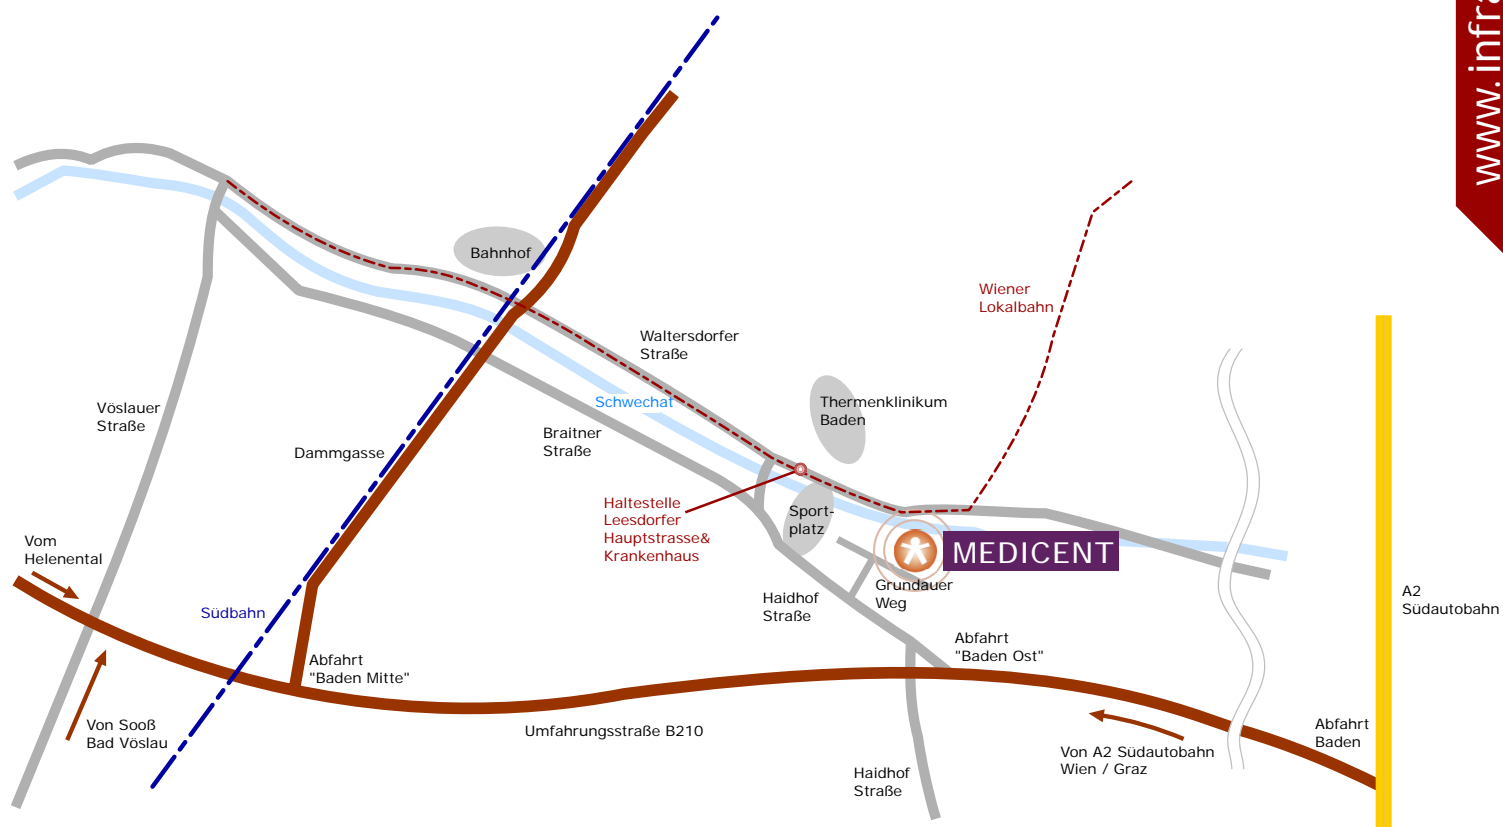 www.infra
Bahnhof
Wiener
Lokalbahn
Waltersdorfer
Straße
Schwechat
Thermenklinikum
Baden
Vöslauer
Straße
Braitner
Straße
Dammgasse
Haltestelle
Leesdorfer
Hauptstrasse&
Krankenhaus
Sport-
platz
Vom
Helenental
MEDICENT
Grundauer
Weg
Haidhof
Straße
A2
Südautobahn
Südbahn
Abfahrt
"Baden Mitte"
Abfahrt
"Baden Ost"
Von Sooß
Bad Vöslau
Umfahrungsstraße B210
Abfahrt
Baden
Von A2 Südautobahn
Wien / Graz
Haidhof
Straße